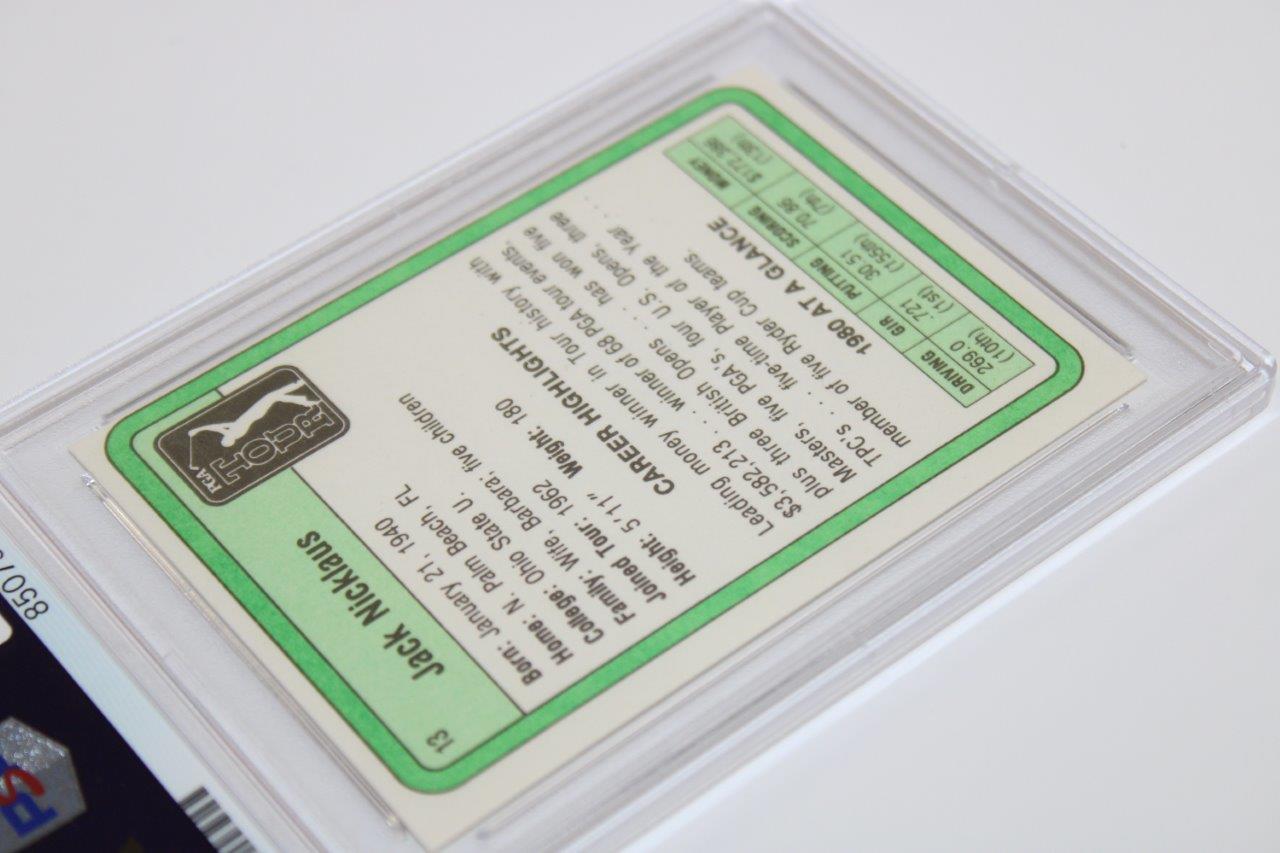 13
Jack Nicklaus
PGA
TOUR
Born: January 21, 1940
Home: N. Palm Beach, FL
College: Ohio State U.
Family: Wife, Barbara; five children
Joined Tour: 1962 Weight: 180
Height: 5'11"
CAREER HIGHLIGHTS
Leading money winner in Tour history with
$3,582,213 . . . winner of 68 PGA tour events,
plus three British Opens . . . has won five
Masters, five PGA's, four U.S. Opens, three
TPC's . . . . five-time Player of the Year . . . .
member of five Ryder Cup teams.
1980 AT A GLANCE
DRIVING GIR PUTTING SCORING MONEY
269.0 .721 30.51 70.86 $172,386
(10th) (1st) (155th) (7th) (13th)
PS